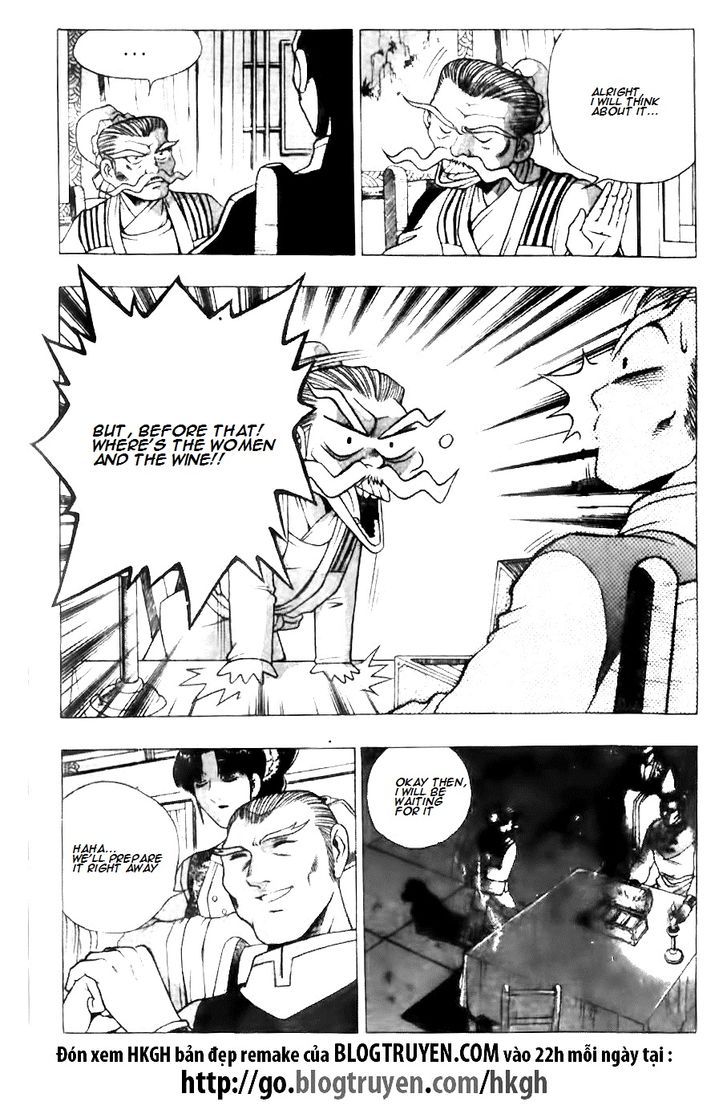 ...
ALRIGHT,
I WILL THINK
ABOUT IT...
BUT, BEFORE THAT!
WHERE'S THE WOMEN
AND THE WINE!!
HAHA...
WE'LL PREPARE
IT RIGHT AWAY
OKAY THEN,
I WILL BE
WAITING
FOR IT
Đón xem HKGH bản đẹp remake của BLOGTRUYEN.COM vào 22h mỗi ngày tại :
http://go.blogtruyen.com/hkgh